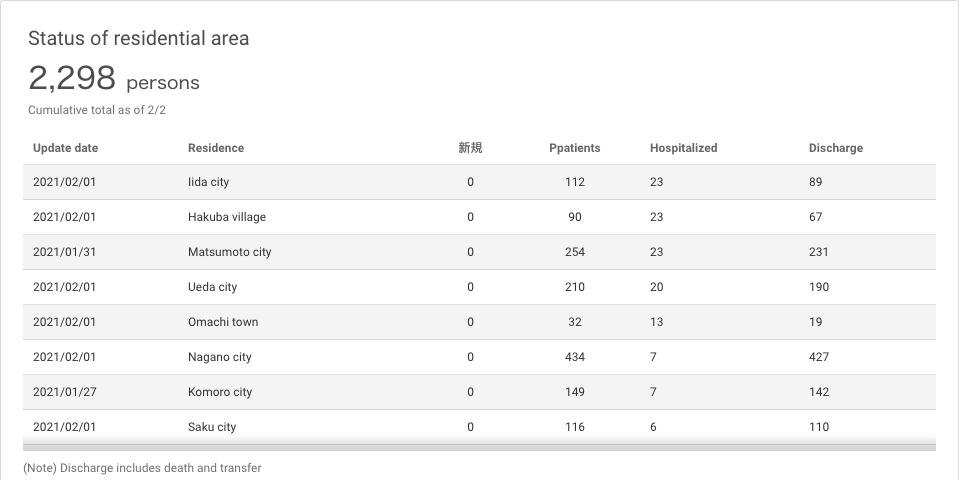 Status of residential area
2,298 persons
Cumulative total as of 2/2
Update date Residence 新規 Ppatients Hospitalized Discharge
2021/02/01 Iida city 0 112 23 89
2021/02/01 Hakuba village 0 90 23 67
2021/01/31 Matsumoto city 0 254 23 231
2021/02/01 Ueda city 0 210 20 190
2021/02/01 Omachi town 0 32 13 19
2021/02/01 Nagano city 0 434 7 427
2021/01/27 Komoro city 0 149 7 142
2021/02/01 Saku city 0 116 6 110
(Note) Discharge includes death and transfer